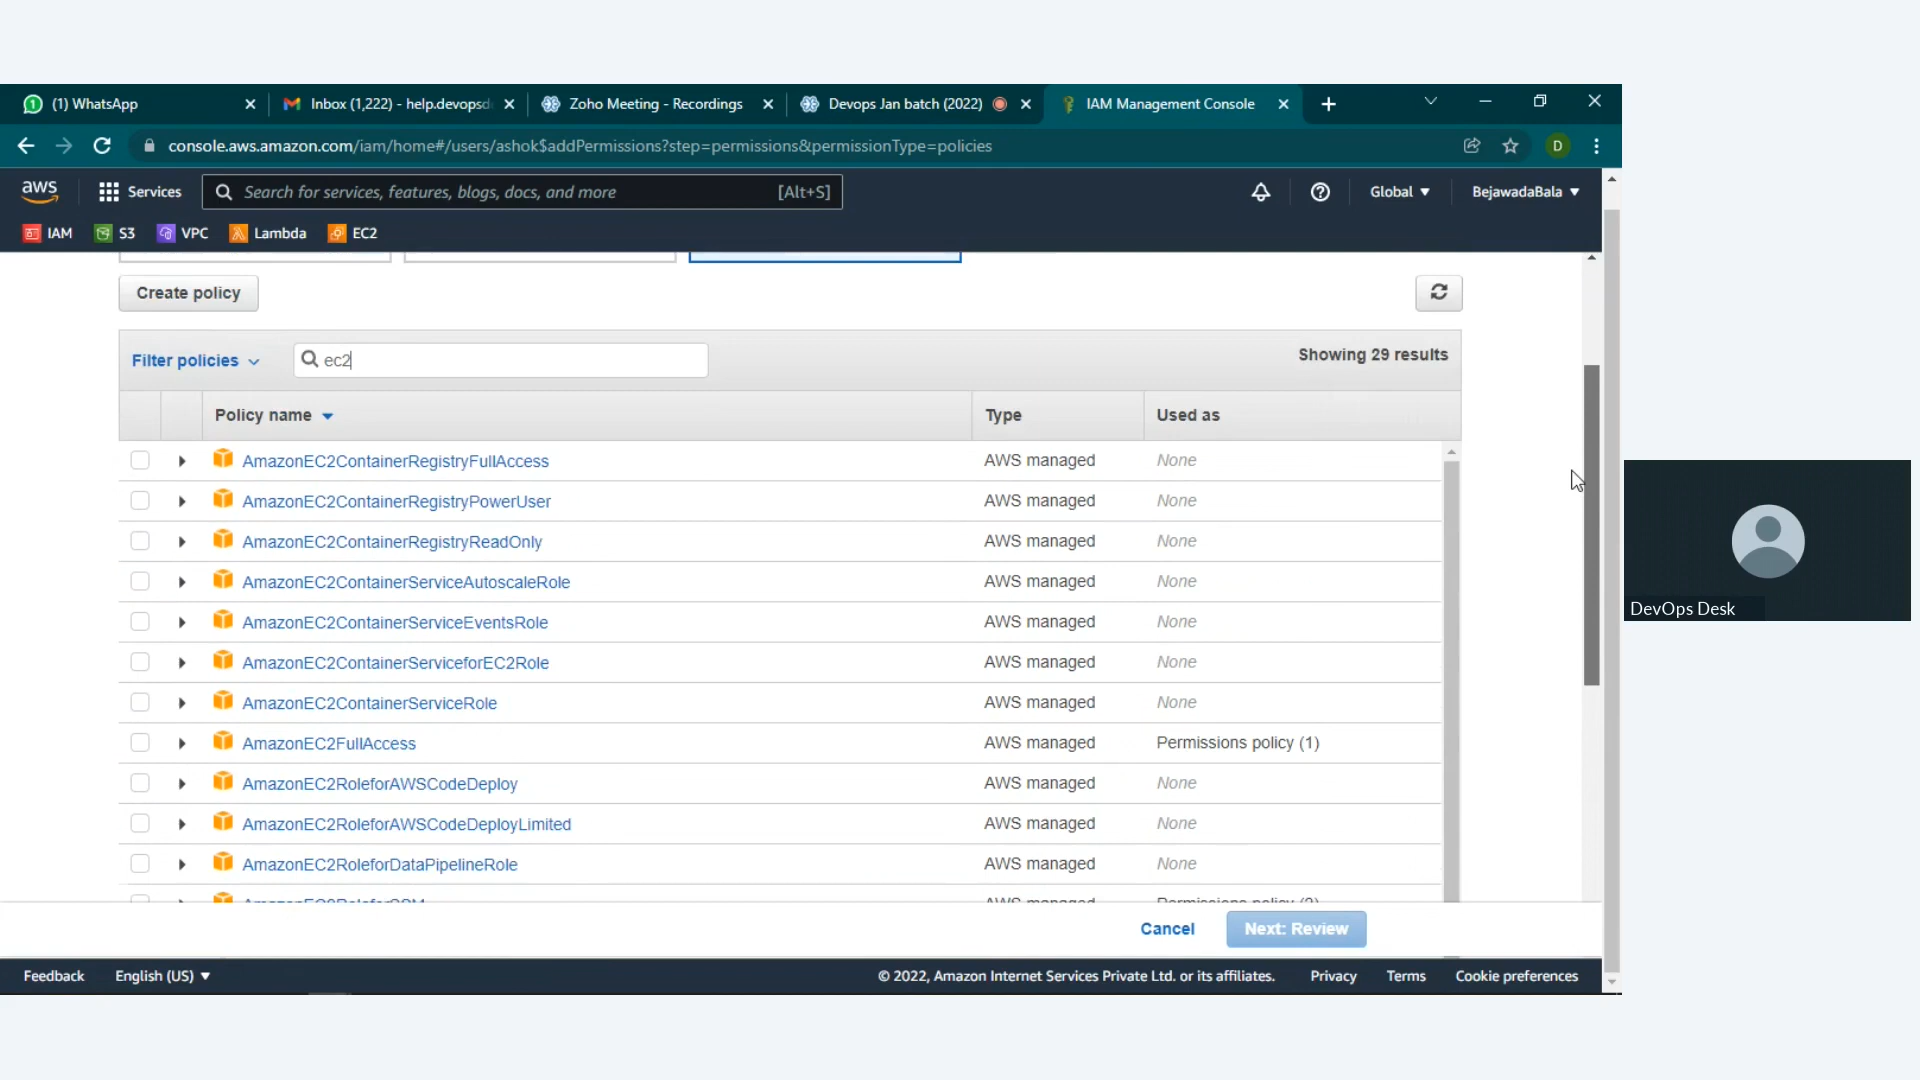 (1) WhatsApp
Inbox (1,222) - help.devopsd
Zoho Meeting - Recordings
Devops Jan batch (2022)
IAM Management Console
console.aws.amazon.com/iam/home#/users/ashok$addPermissions?step=permissions&permissionType=policies
D
aws
Services
Search for services, features, blogs, docs, and more
[Alt+S]
Global
BejawadaBala
IAM
S3
VPC
Lambda
EC2
Create policy
Filter policies
ec2
Showing 29 results
Policy name
Type
Used as
AmazonEC2ContainerRegistryFullAccess AWS managed None
AmazonEC2ContainerRegistryPowerUser AWS managed None
AmazonEC2ContainerRegistryReadOnly AWS managed None
AmazonEC2ContainerServiceAutoscaleRole AWS managed None
AmazonEC2ContainerServiceEventsRole AWS managed None
AmazonEC2ContainerServiceforEC2Role AWS managed None
AmazonEC2ContainerServiceRole AWS managed None
AmazonEC2FullAccess AWS managed Permissions policy (1)
AmazonEC2RoleforAWSCodeDeploy AWS managed None
AmazonEC2RoleforAWSCodeDeployLimited AWS managed None
AmazonEC2RoleforDataPipelineRole AWS managed None
Cancel
Next: Review
Feedback
English (US)
© 2022, Amazon Internet Services Private Ltd. or its affiliates.
Privacy
Terms
Cookie preferences
DevOps Desk